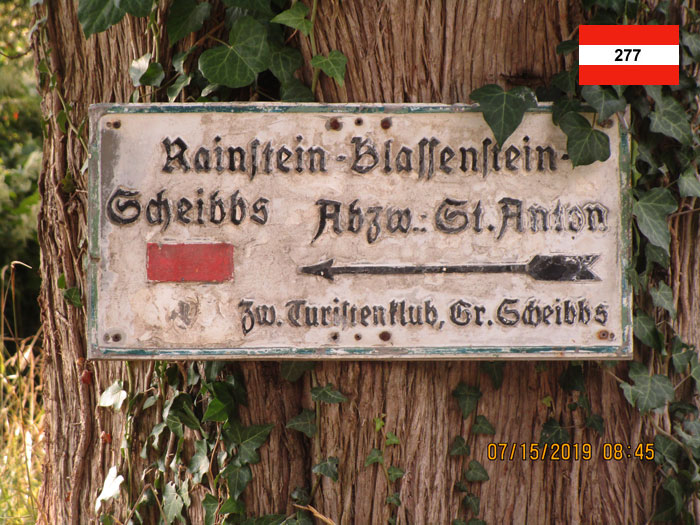 277
Rainstein-Blassenstein-
Scheibbs Abzw.: St. Anton
Zw. Turistenklub, Gr. Scheibbs
07/15/2019 08:45